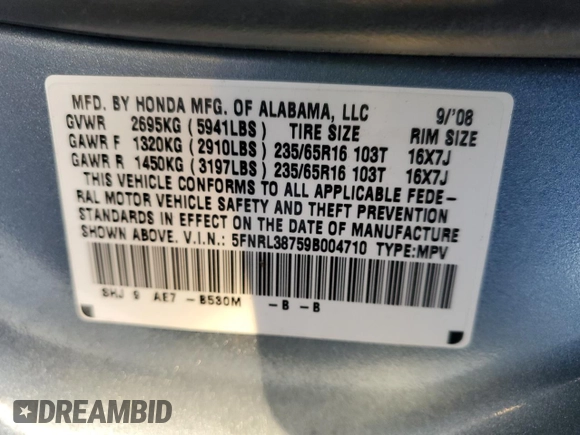 MFD. BY HONDA MFG. OF ALABAMA, LLC 9/'08
GVWR 2695KG (5941LBS) TIRE SIZE RIM SIZE
GAWR F 1320KG (2910LBS) 235/65R16 103T 16X7J
GAWR R 1450KG (3197LBS) 235/65R16 103T 16X7J
THIS VEHICLE CONFORMS TO ALL APPLICABLE FEDE-
RAL MOTOR VEHICLE SAFETY AND THEFT PREVENTION
STANDARDS IN EFFECT ON THE DATE OF MANUFACTURE
SHOWN ABOVE. V.I.N.: 5FNRL38759B004710 TYPE:MPV
SHJ 9 AE7 -B530M -B -B
DREAMBID